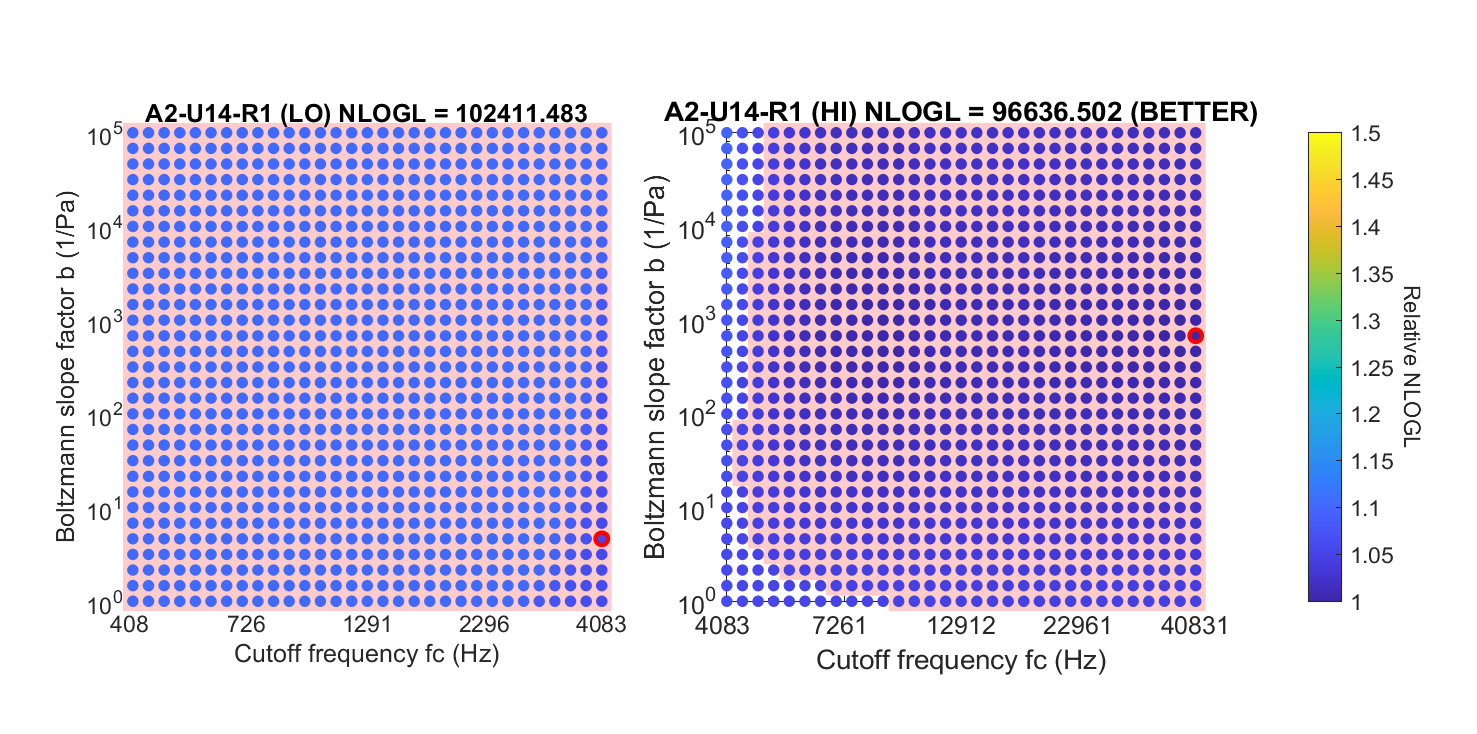 A2-U14-R1 (LO) NLOGL = 102411.483
Boltzmann slope factor b (1/Pa)
10^5
10^4
10^3
10^2
10^1
10^0
408 726 1291 2296 4083
Cutoff frequency fc (Hz)
A2-U14-R1 (HI) NLOGL = 96636.502 (BETTER)
Boltzmann slope factor b (1/Pa)
10^5
10^4
10^3
10^2
10^1
10^0
4083 7261 12912 22961 40831
Cutoff frequency fc (Hz)
1.5
1.45
1.4
1.35
1.3
1.25
1.2
1.15
1.1
1.05
1
Relative NLOGL